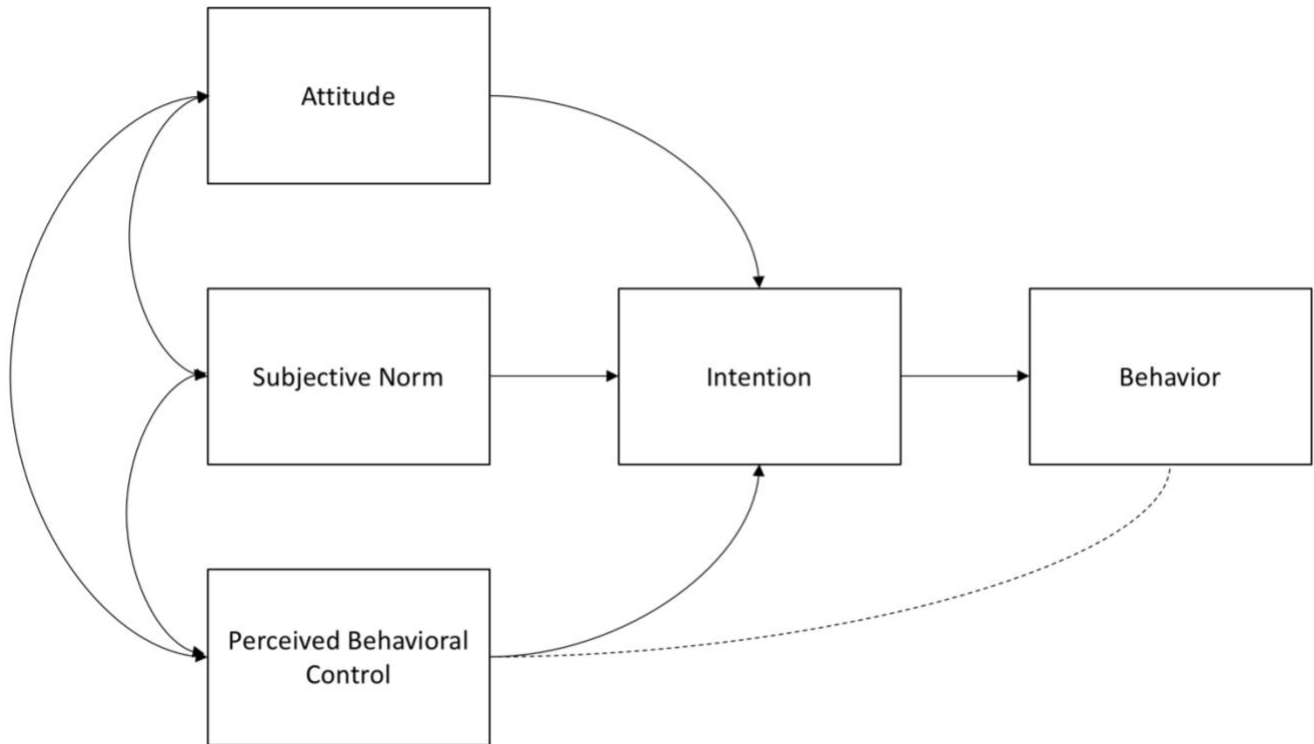 Attitude
Subjective Norm
Intention
Behavior
Perceived Behavioral
Control